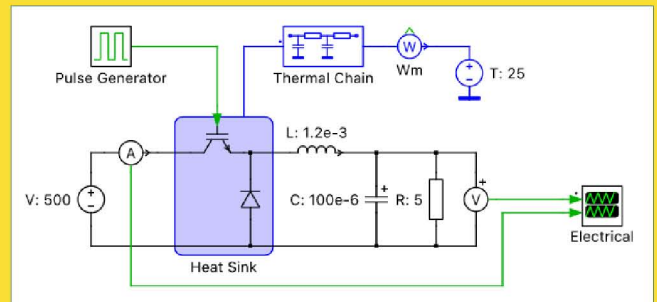 Pulse Generator
Thermal Chain
W
Wm
T: 25
L: 1.2e-3
A
V: 500
C: 100e-6
R: 5
V
Electrical
Heat Sink